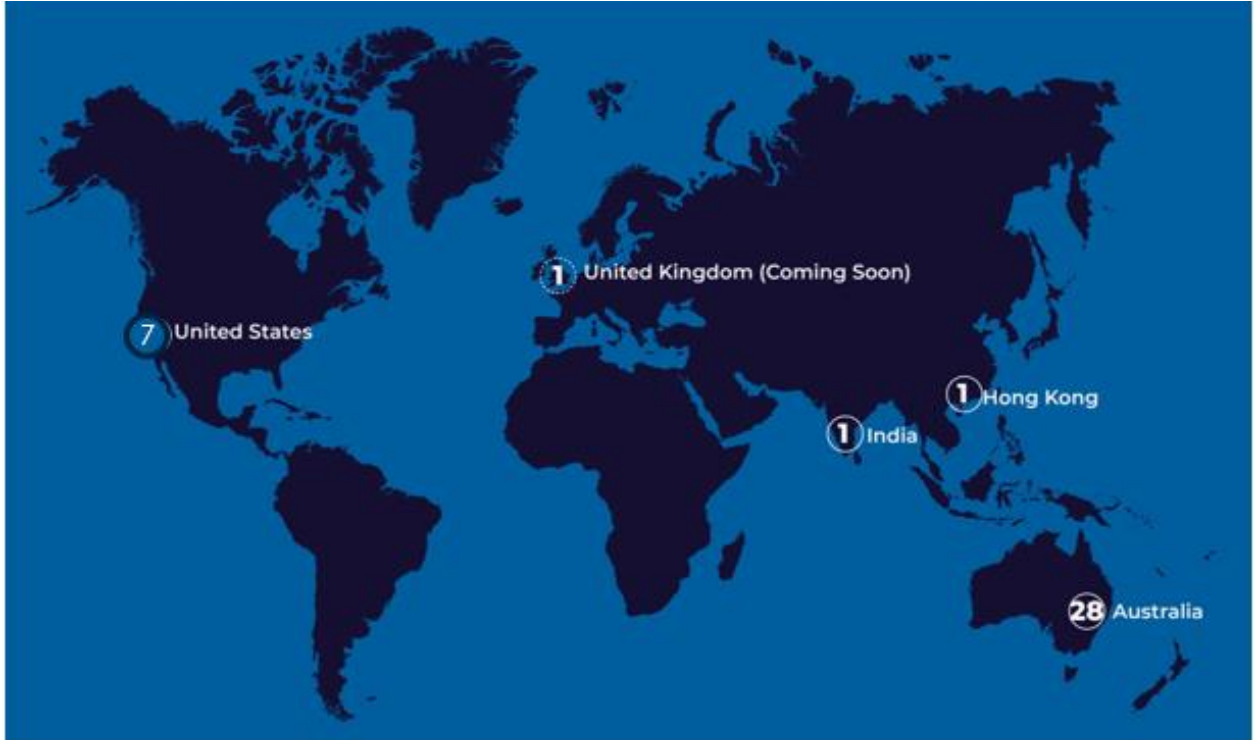 1 United Kingdom (Coming Soon)
7 United States
1 Hong Kong
1 India
28 Australia